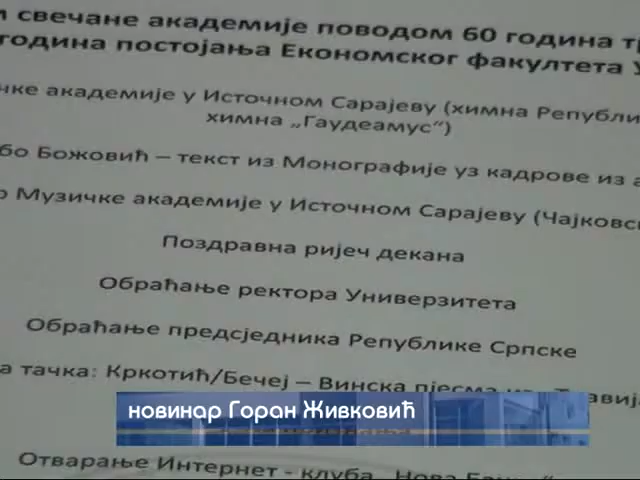 свечане академије поводом 60 година
година постојања Економског факултета
академије у Источном Сарајеву (химна
химна „Гаудеамус“)
Божовић – текст из Монографије уз кадрове из
Музичке академије у Источном Сарајеву
Поздравна ријеч декана
Обраћање ректора Универзитета
Обраћање предсједника Републике Српске
тачка: Кркотић/Бечеј – Винска пјесма
новинар Горан Живковић
Отварање Интернет - клуба „Нова